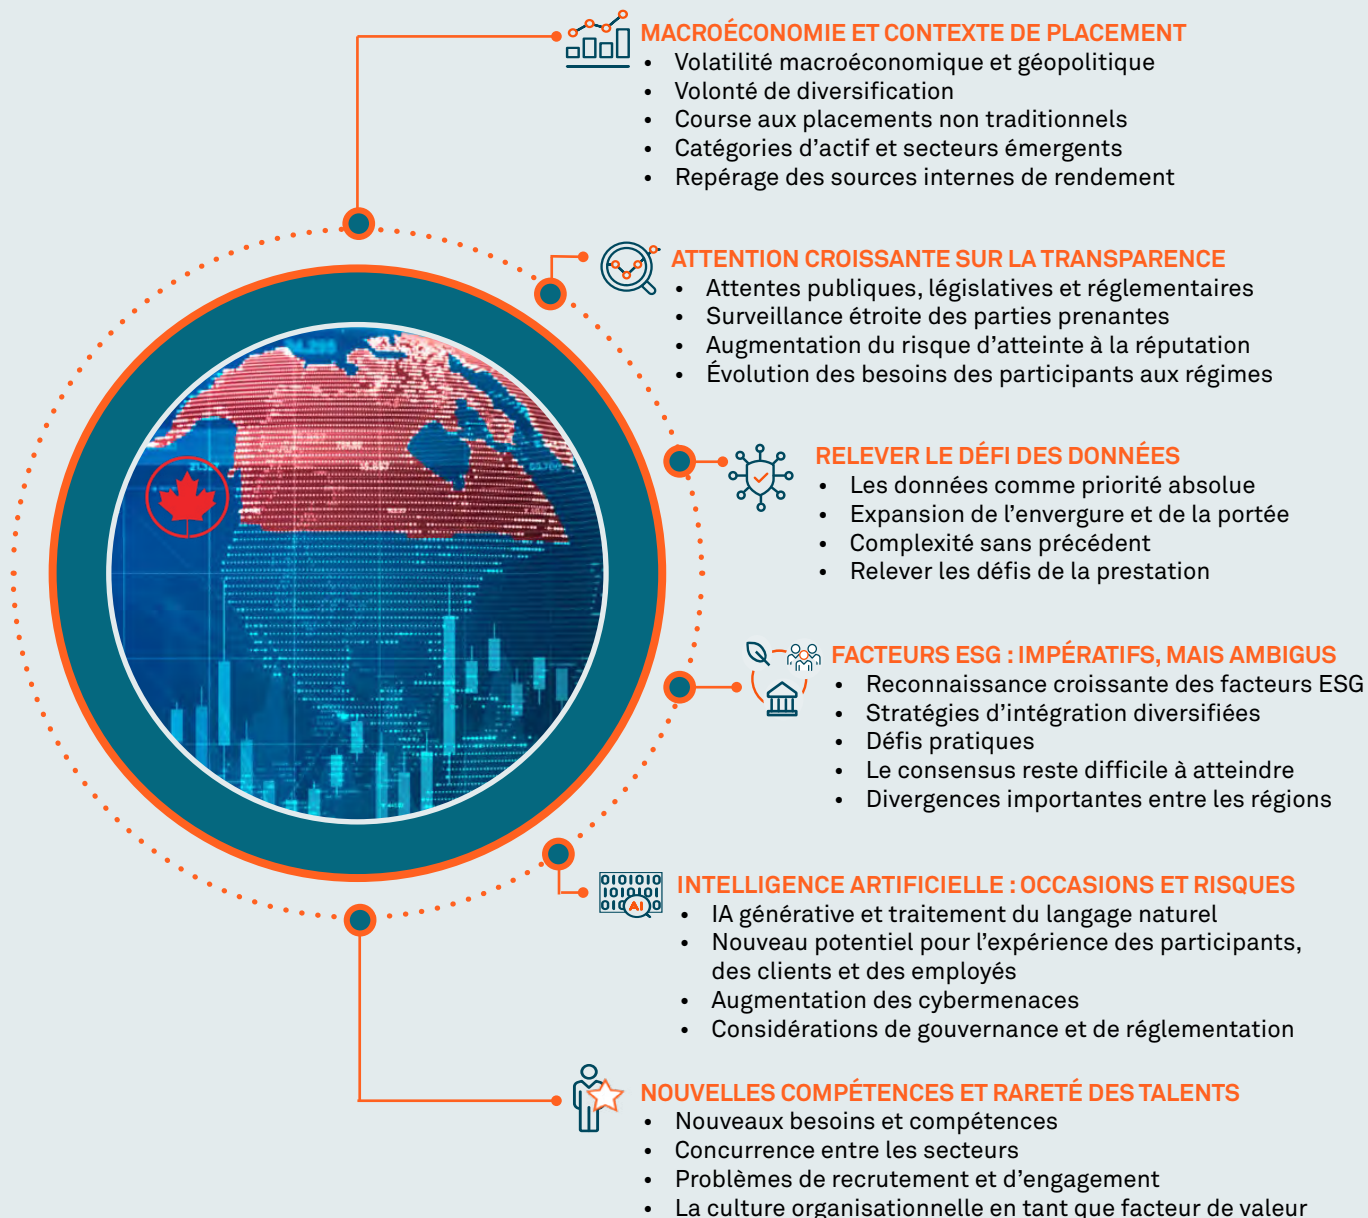 MACROÉCONOMIE ET CONTEXTE DE PLACEMENT
• Volatilité macroéconomique et géopolitique
• Volonté de diversification
• Course aux placements non traditionnels
• Catégories d’actif et secteurs émergents
• Repérage des sources internes de rendement
ATTENTION CROISSANTE SUR LA TRANSPARENCE
• Attentes publiques, législatives et réglementaires
• Surveillance étroite des parties prenantes
• Augmentation du risque d’atteinte à la réputation
• Évolution des besoins des participants aux régimes
RELEVER LE DÉFI DES DONNÉES
• Les données comme priorité absolue
• Expansion de l’envergure et de la portée
• Complexité sans précédent
• Relever les défis de la prestation
FACTEURS ESG : IMPÉRATIFS, MAIS AMBIGUS
• Reconnaissance croissante des facteurs ESG
• Stratégies d’intégration diversifiées
• Défis pratiques
• Le consensus reste difficile à atteindre
• Divergences importantes entre les régions
010101
101010I
AI
INTELLIGENCE ARTIFICIELLE : OCCASIONS ET RISQUES
• IA générative et traitement du langage naturel
• Nouveau potentiel pour l’expérience des participants,
des clients et des employés
• Augmentation des cybermenaces
• Considérations de gouvernance et de réglementation
NOUVELLES COMPÉTENCES ET RARETÉ DES TALENTS
• Nouveaux besoins et compétences
• Concurrence entre les secteurs
• Problèmes de recrutement et d’engagement
• La culture organisationnelle en tant que facteur de valeur